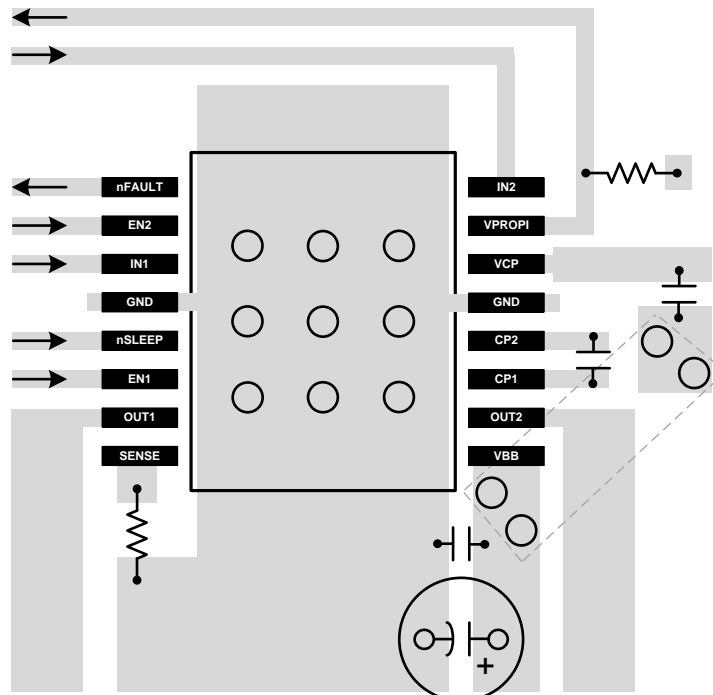 nFAULT
IN2
EN2
VPROPI
IN1
VCP
GND
GND
nSLEEP
CP2
EN1
CP1
OUT1
OUT2
SENSE
VBB
+